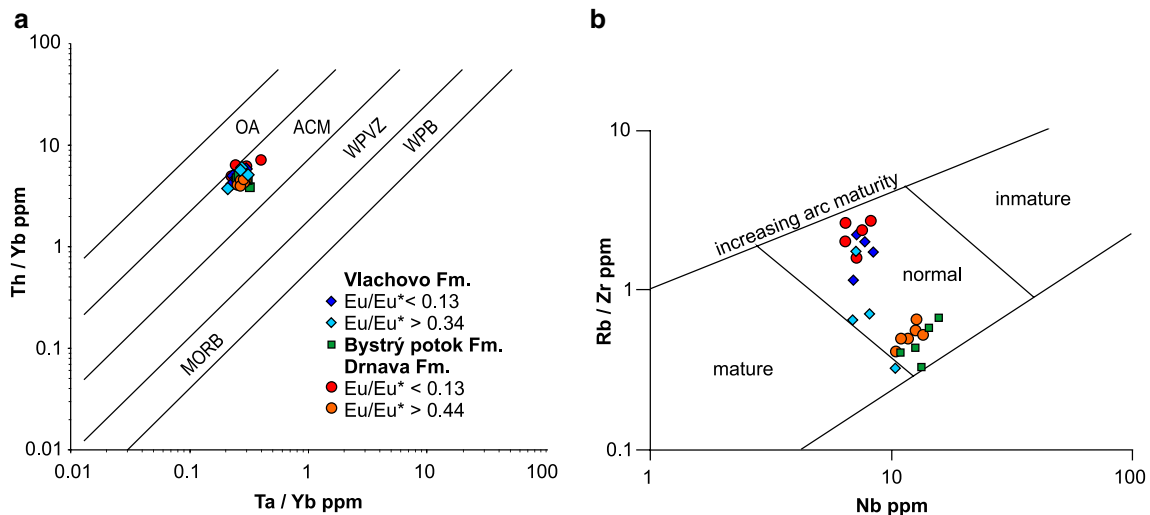 a
100
10
1
0.1
0.01
Th / Yb ppm
OA
ACM
WPVZ
WPB
MORB
Vlachovo Fm.
Eu/Eu*< 0.13
Eu/Eu* > 0.34
Bystrý potok Fm.
Drnava Fm.
Eu/Eu* < 0.13
Eu/Eu* > 0.44
0.01
0.1
1
10
100
Ta / Yb ppm
b
10
1
0.1
Rb / Zr ppm
increasing arc maturity
inmature
normal
mature
1
10
100
Nb ppm